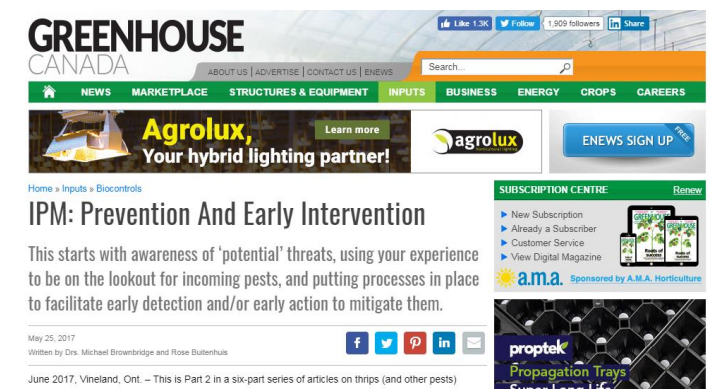 GREENHOUSE
CANADA
Like 1.3K Follow 1,909 followers in Share
ABOUT US | ADVERTISE | CONTACT US | ENEWS
Search...
NEWS MARKETPLACE STRUCTURES & EQUIPMENT INPUTS BUSINESS ENERGY CROPS CAREERS
Agrolux,
Your hybrid lighting partner!
Learn more
agrolux
ENEWS SIGN UP
FREE
Home » Inputs » Biocontrols
IPM: Prevention And Early Intervention
This starts with awareness of ‘potential’ threats, using your experience
to be on the lookout for incoming pests, and putting processes in place
to facilitate early detection and/or early action to mitigate them.
May 25, 2017
Written by Drs. Michael Brownbridge and Rose Buitenhuis
June 2017, Vineland, Ont. – This is Part 2 in a six-part series of articles on thrips (and other pests)
SUBSCRIPTION CENTRE Renew
New Subscription
Already a Subscriber
Customer Service
View Digital Magazine
a.m.a. Sponsored by A.M.A. Horticulture
proptek
Propagation Trays
Super Long Life